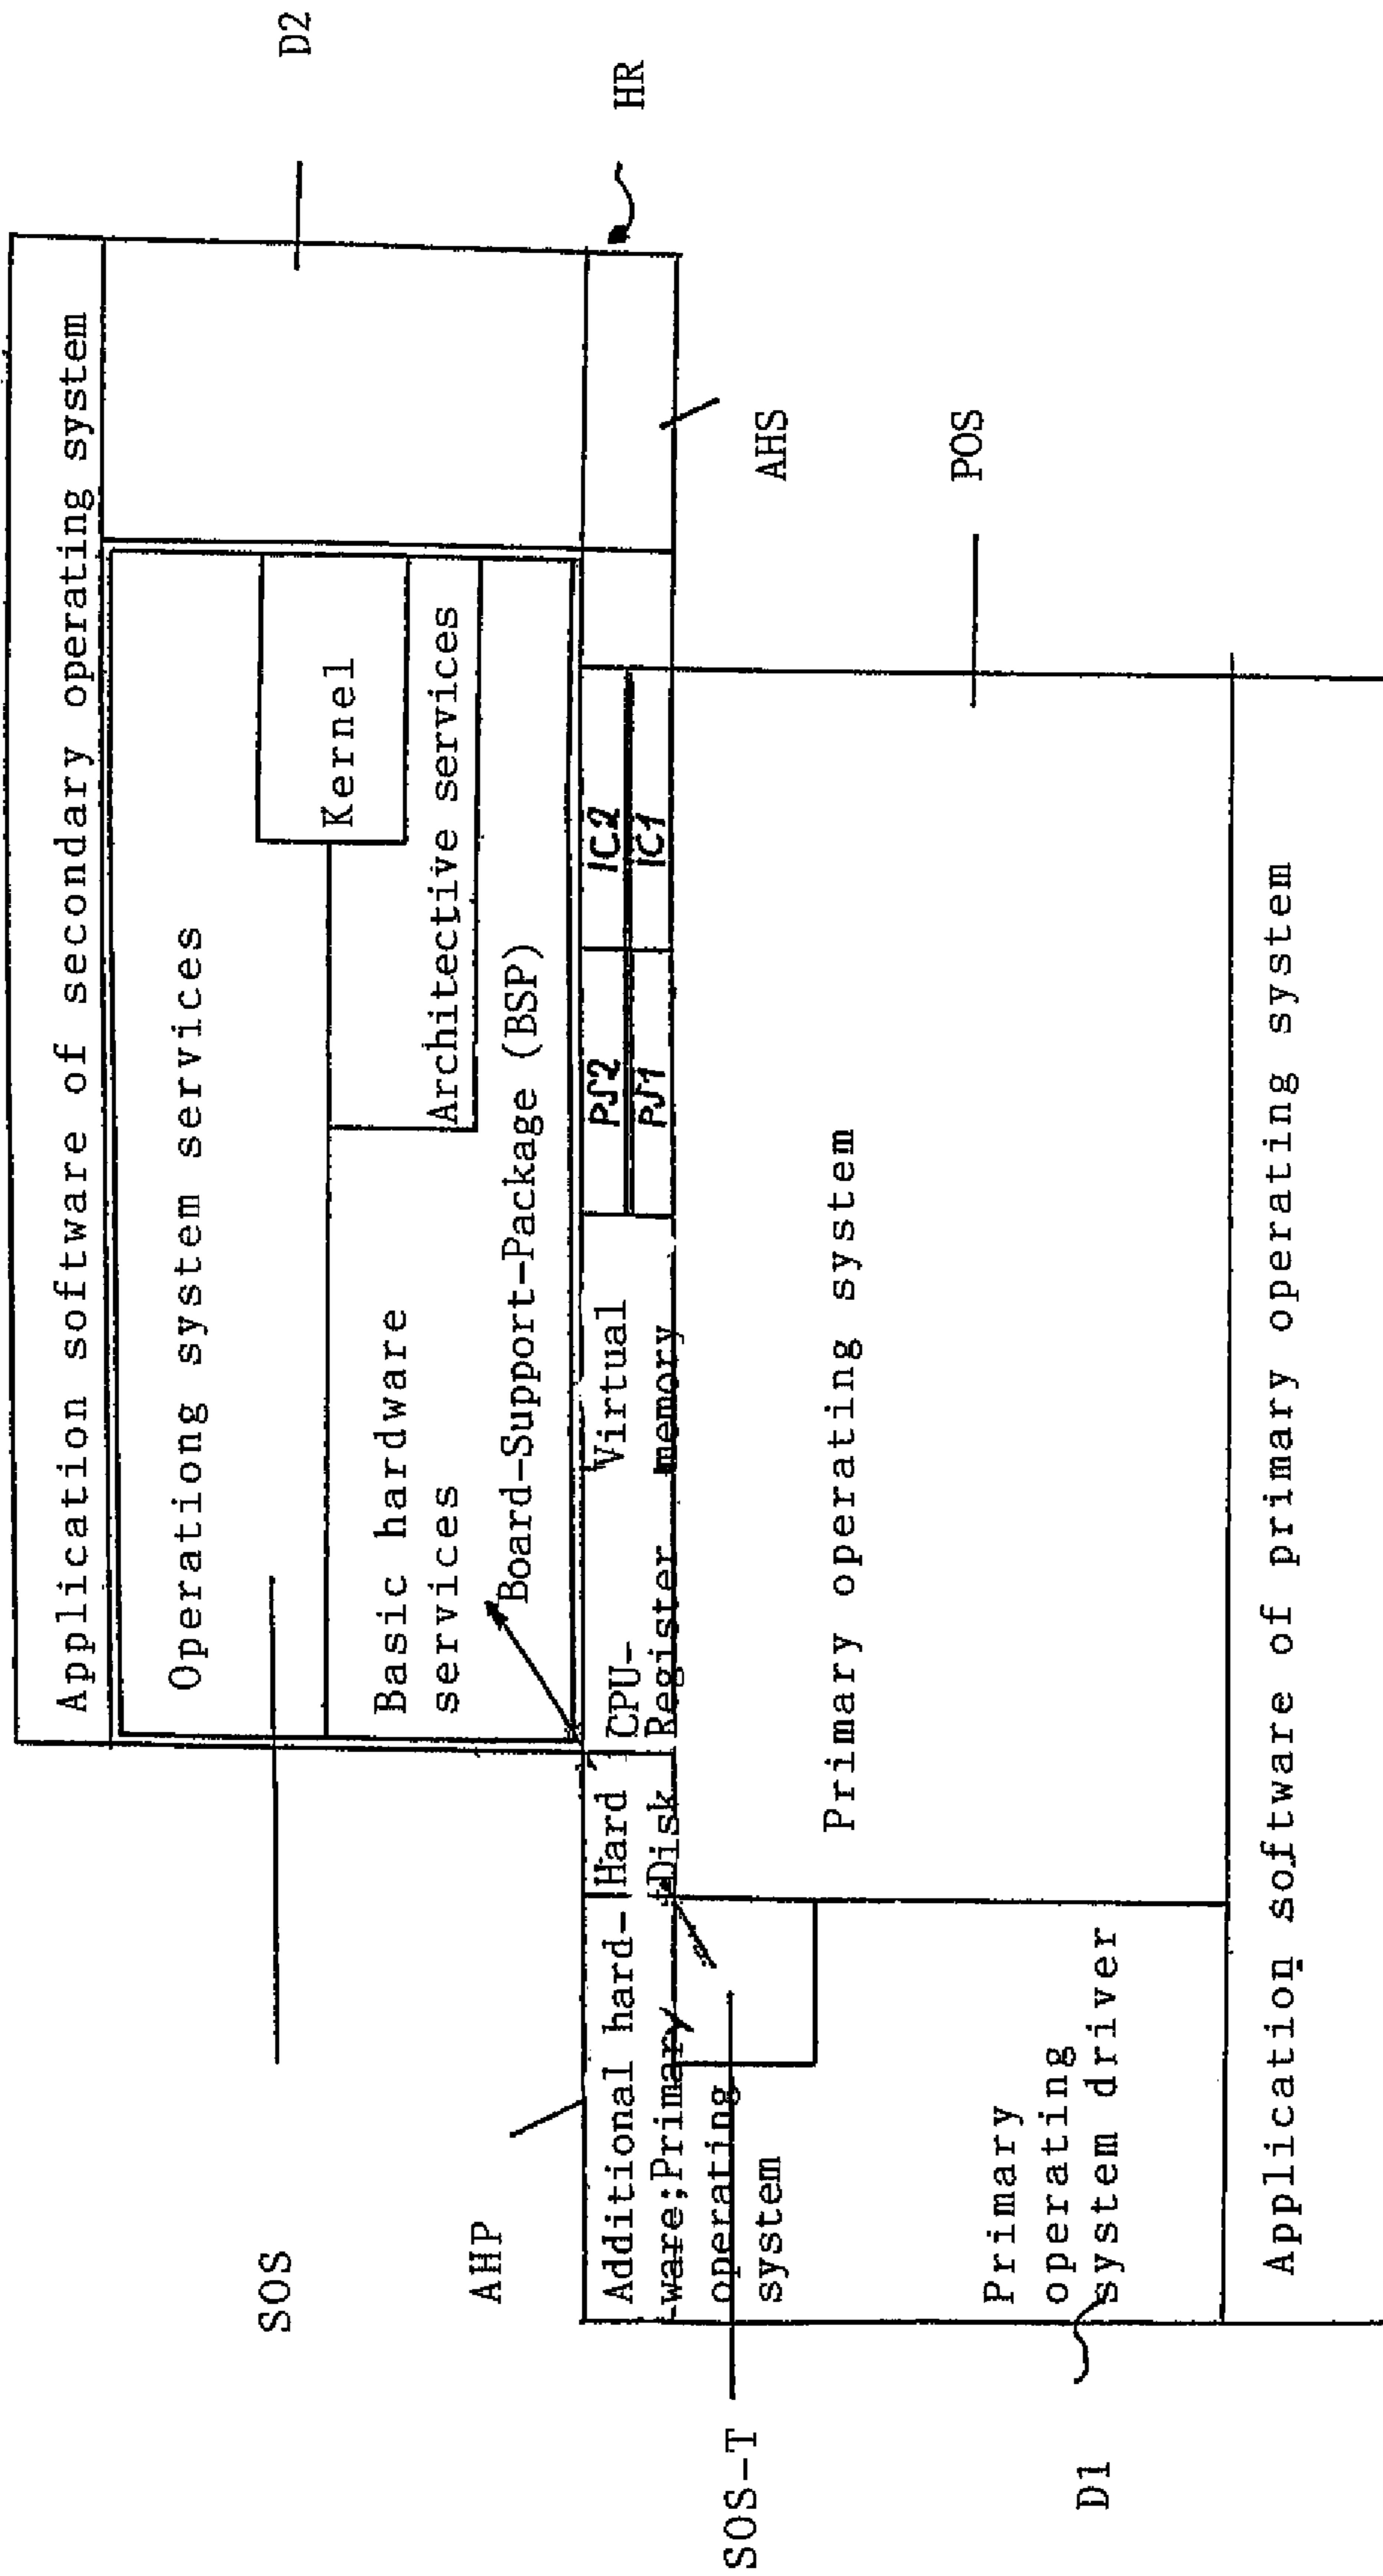 Application software of secondary operating system
D2
Operationg system services
SOS
Kernel
Basic hardware
services
Architective services
Board-Support-Package (BSP)
HR
AHP
Additional hard-
ware;Primary
operating
system
Hard
Disk
CPU-
Register
Virtual
memory
PJ2
PJ1
IC2
IC1
AHS
SOS-T
POS
Primary operating system
Primary
operating
system driver
D1
Application software of primary operating system